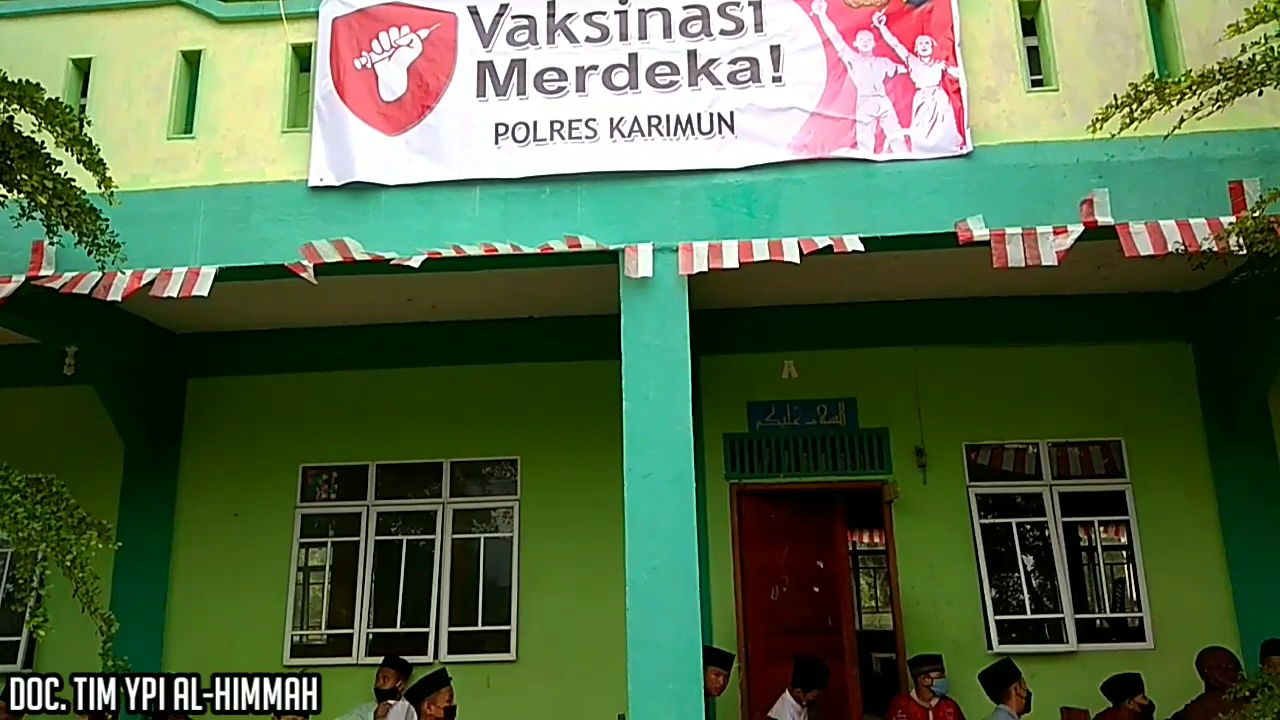 Vaksinasi
Merdeka!
POLRES KARIMUN
السلام عليكم
DOC. TIM YPI AL-HIMMAH